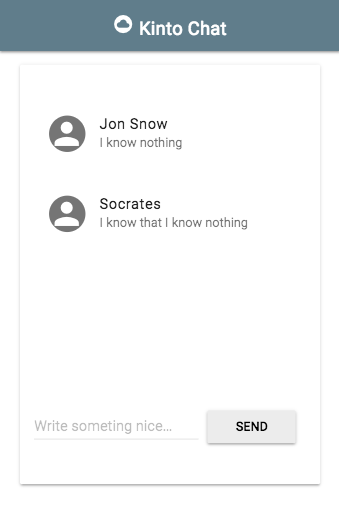 Kinto Chat
Jon Snow
I know nothing
Socrates
I know that I know nothing
Write someting nice...
SEND